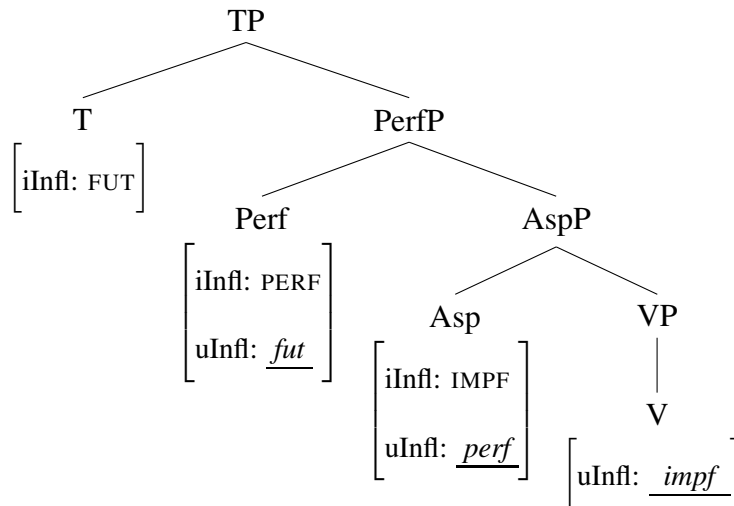 TP
T PerfP
[iInfl: FUT]
Perf AspP
[iInfl: PERF
uInfl: fut]
Asp VP
[iInfl: IMPF
uInfl: perf]
V
[uInfl: impf]